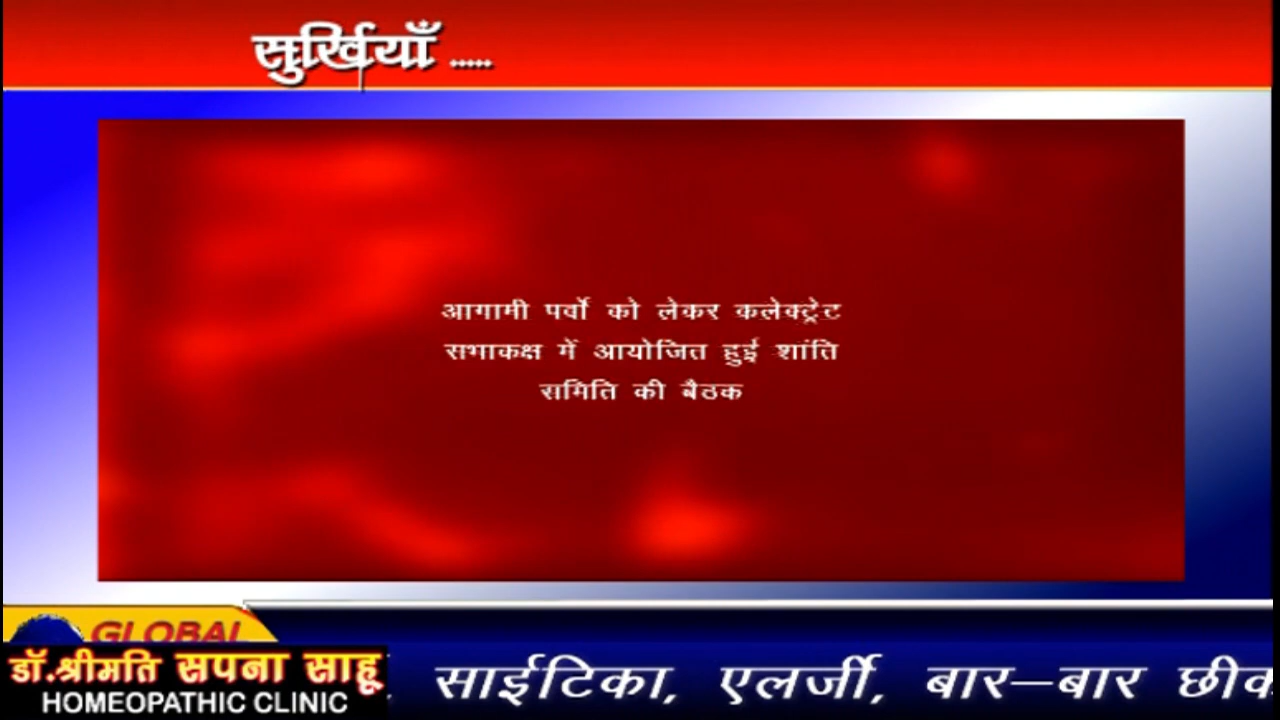 सुर्खियाँ .....
आगामी पर्वो को लेकर कलेक्ट्रेट
सभाकक्ष में आयोजित हुई शांति
समिति की बैठक
GLOBAL
डॉ.श्रीमति सपना साहू
HOMEOPATHIC CLINIC
साईटिका, एलर्जी, बार–बार छीक